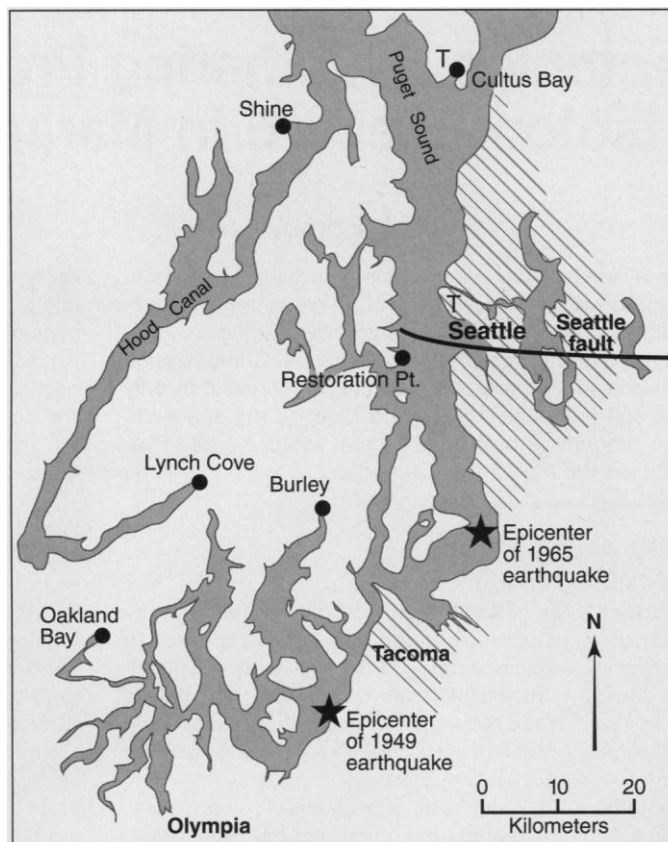 T
Cultus Bay
Puget Sound
Shine
Hood Canal
T
Seattle
Seattle
fault
Restoration Pt.
Lynch Cove
Burley
Epicenter
of 1965
earthquake
Oakland
Bay
N
Tacoma
Epicenter
of 1949
earthquake
0 10 20
Kilometers
Olympia